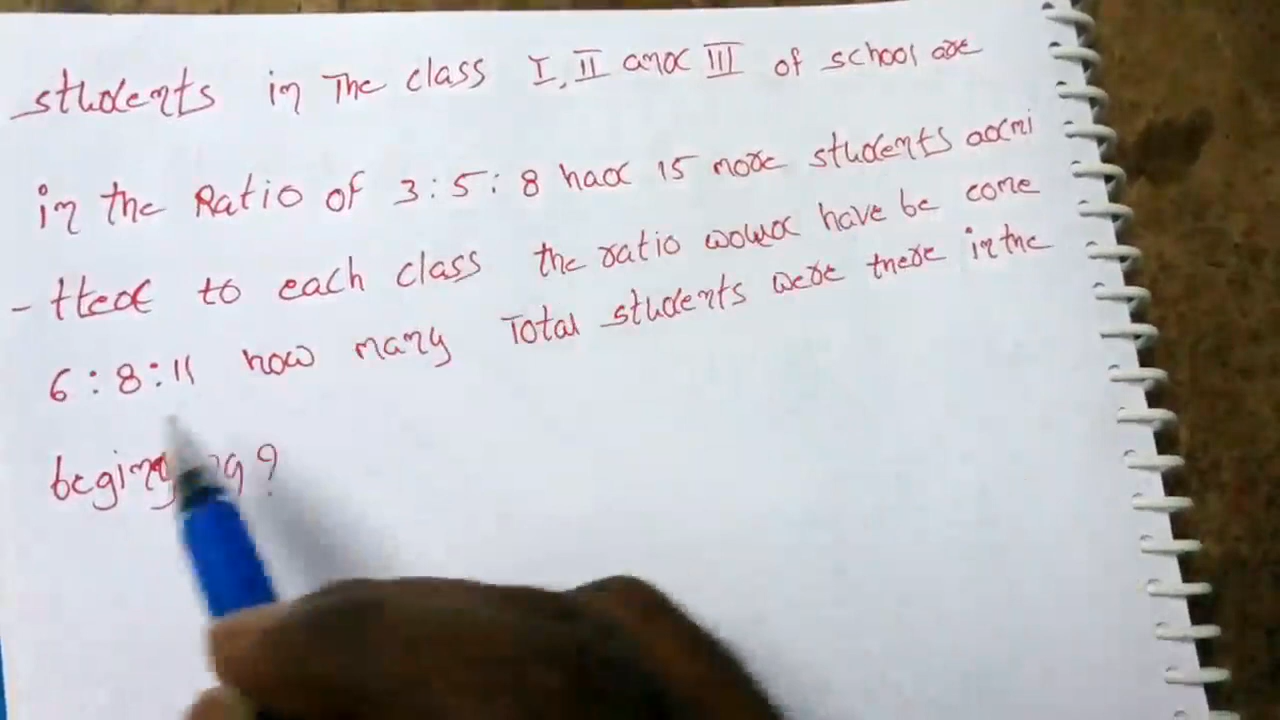 students in The class I, II and III of school are
in the Ratio of 3:5:8 had 15 more students admi
- tted to each class the ratio would have be come
6:8:11 how many Total students were there in the
begining?